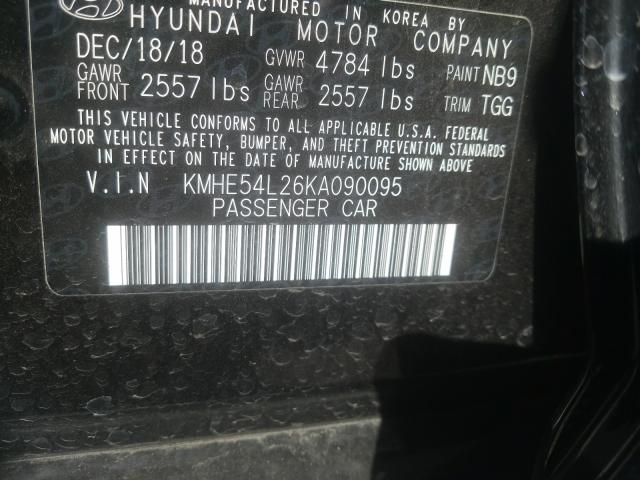 MANUFACTURED IN KOREA BY
HYUNDAI MOTOR COMPANY
DEC/18/18 GVWR 4784 lbs PAINT NB9
GAWR FRONT 2557 lbs GAWR REAR 2557 lbs TRIM TGG
THIS VEHICLE CONFORMS TO ALL APPLICABLE U.S.A. FEDERAL
MOTOR VEHICLE SAFETY, BUMPER, AND THEFT PREVENTION STANDARDS
IN EFFECT ON THE DATE OF MANUFACTURE SHOWN ABOVE.
V.I.N KMHE54L26KA090095
PASSENGER CAR